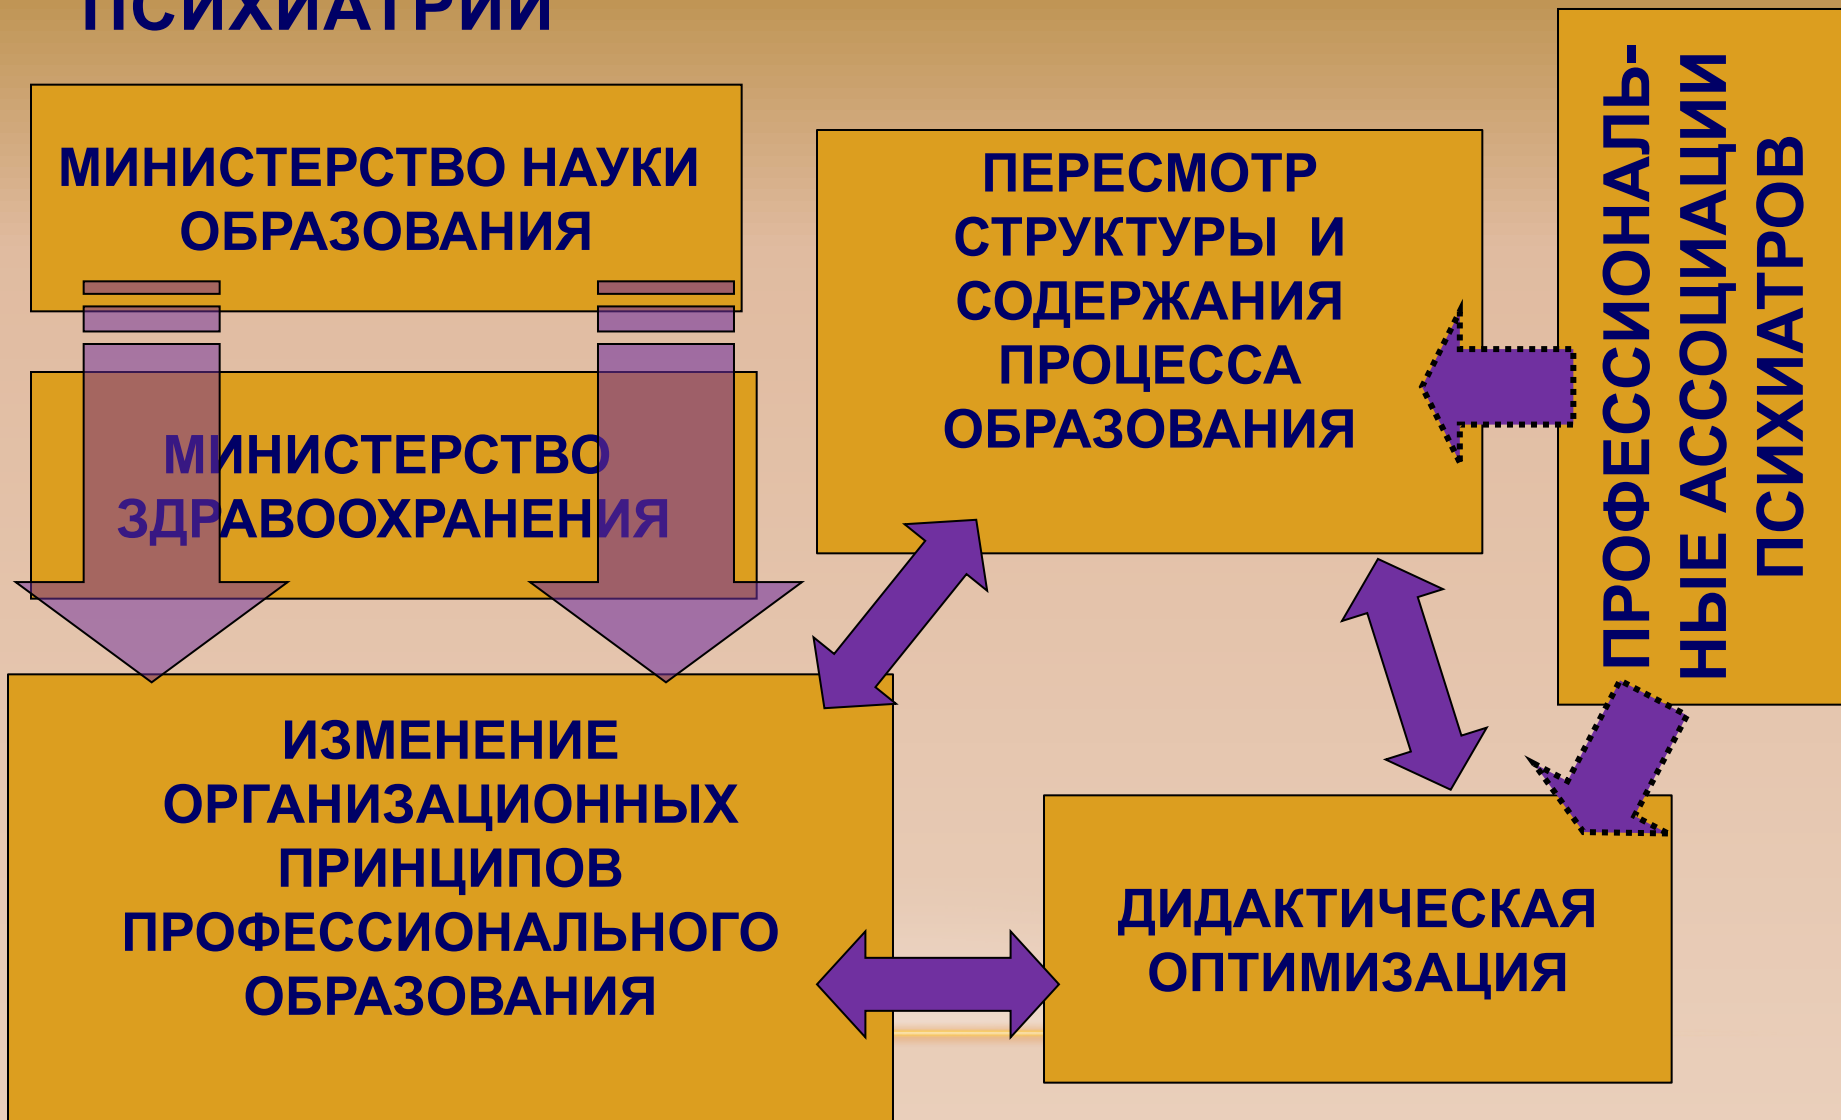 ПСИХИАТРИИ
МИНИСТЕРСТВО НАУКИ
ОБРАЗОВАНИЯ
МИНИСТЕРСТВО
ЗДРАВООХРАНЕНИЯ
ИЗМЕНЕНИЕ
ОРГАНИЗАЦИОННЫХ
ПРИНЦИПОВ
ПРОФЕССИОНАЛЬНОГО
ОБРАЗОВАНИЯ
ПЕРЕСМОТР
СТРУКТУРЫ И
СОДЕРЖАНИЯ
ПРОЦЕССА
ОБРАЗОВАНИЯ
ДИДАКТИЧЕСКАЯ
ОПТИМИЗАЦИЯ
ПРОФЕССИОНАЛЬ-
НЫЕ АССОЦИАЦИИ
ПСИХИАТРОВ